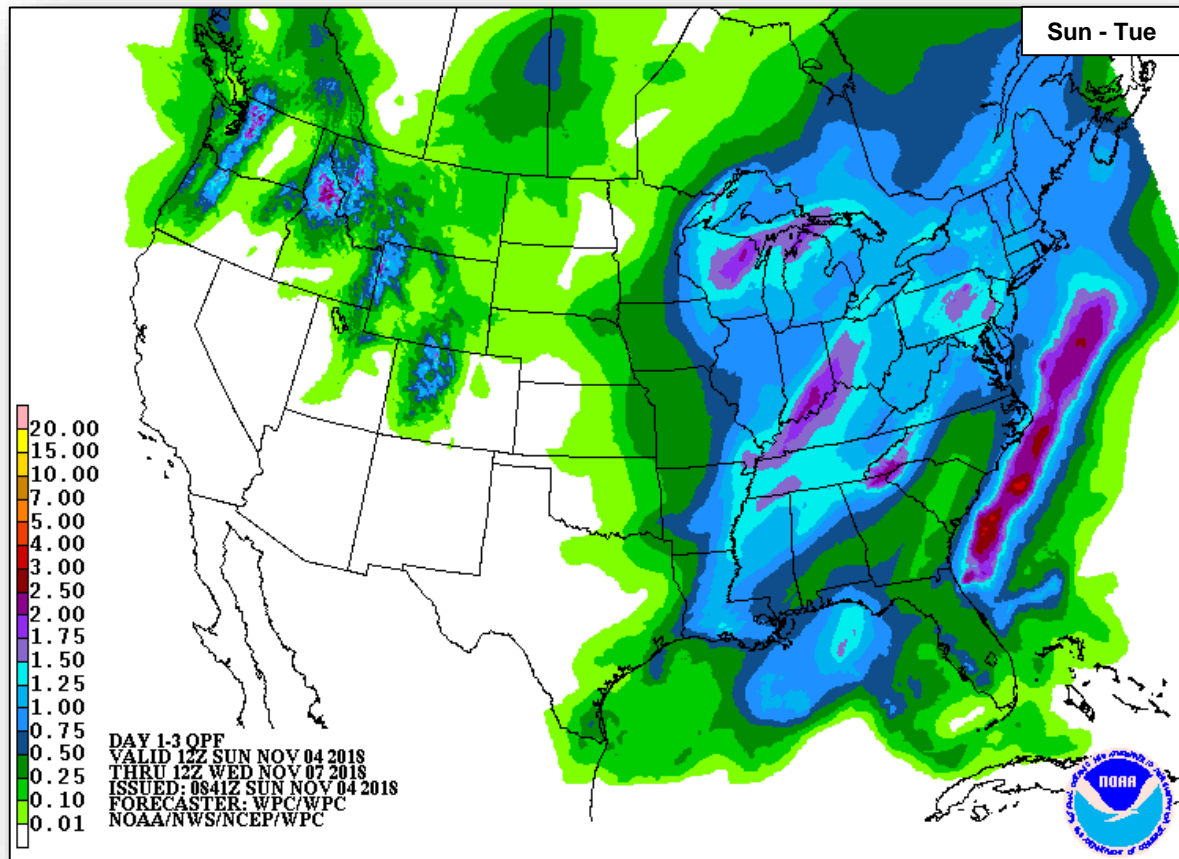 Sun - Tue
20.00
15.00
10.00
7.00
5.00
4.00
3.00
2.50
2.00
1.75
1.50
1.25
1.00
0.75
0.50
0.25
0.10
0.01
DAY 1-3 QPF
VALID 12Z SUN NOV 04 2018
THRU 12Z WED NOV 07 2018
ISSUED: 0841Z SUN NOV 04 2018
FORECASTER: WPC/WPC
NOAA/NWS/NCEP/WPC
NOAA